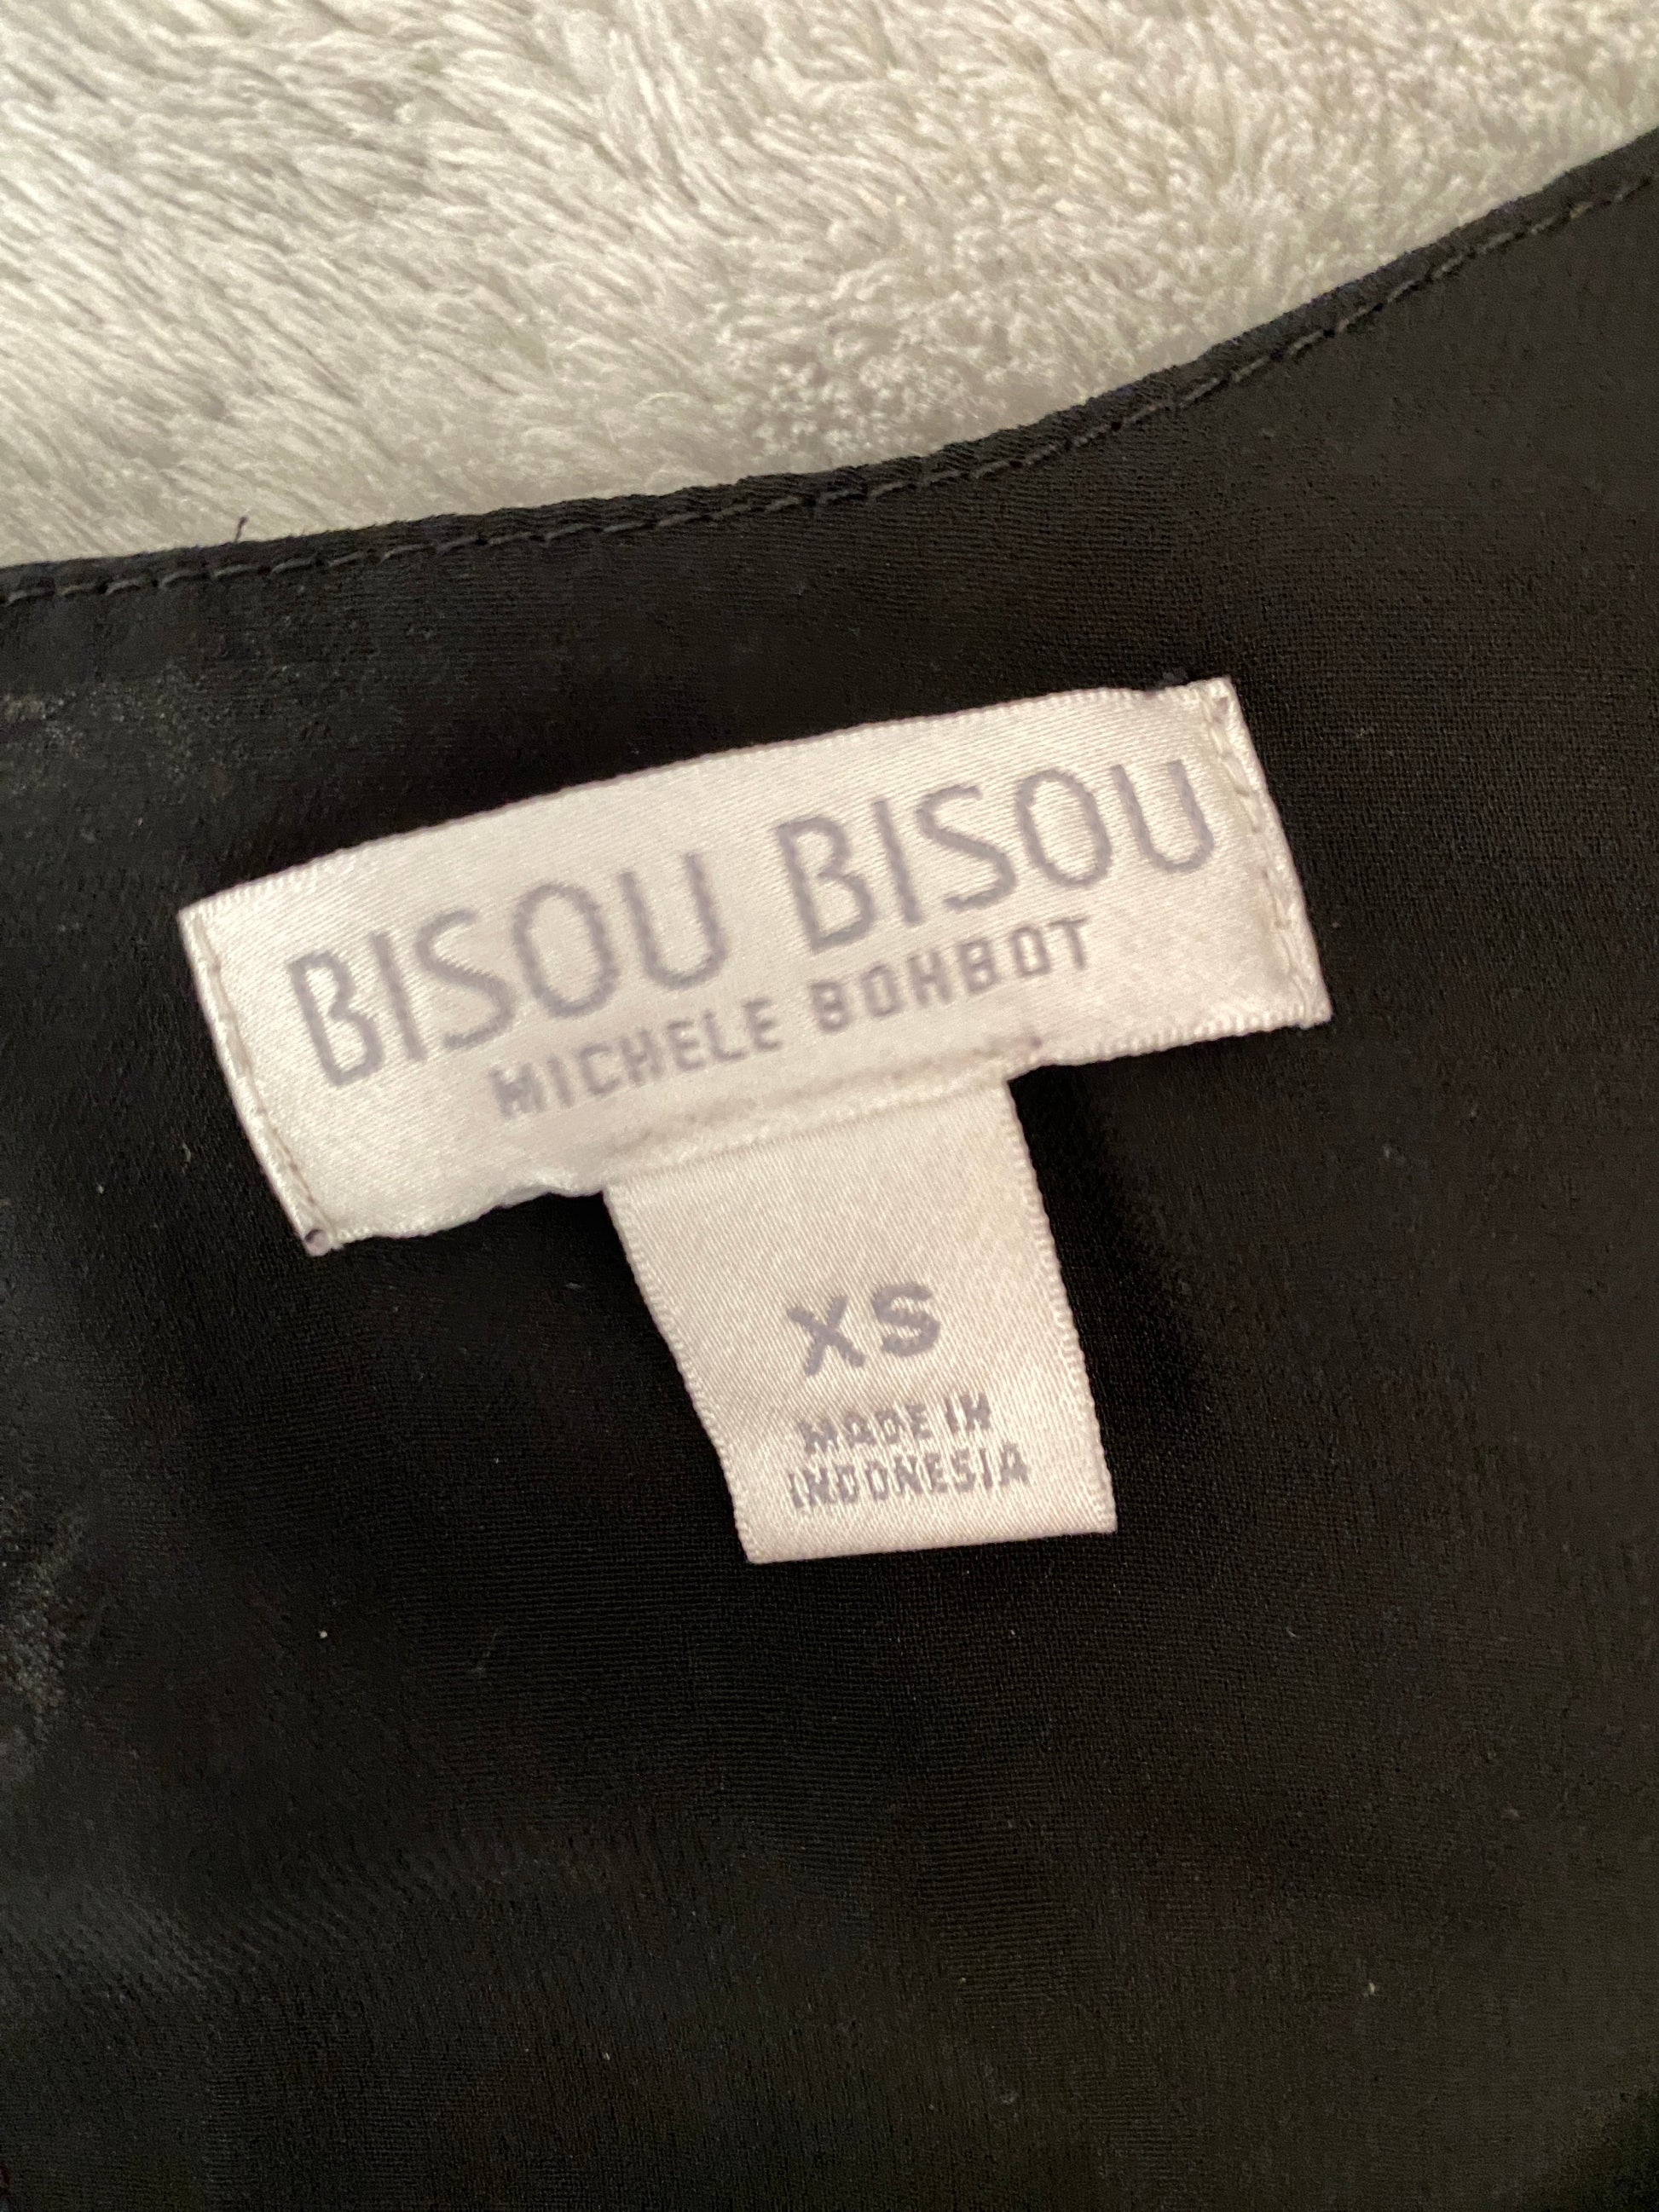 BISOU BISOU
MICHELE BOHBOT
XS
MADE IN
INDONESIA